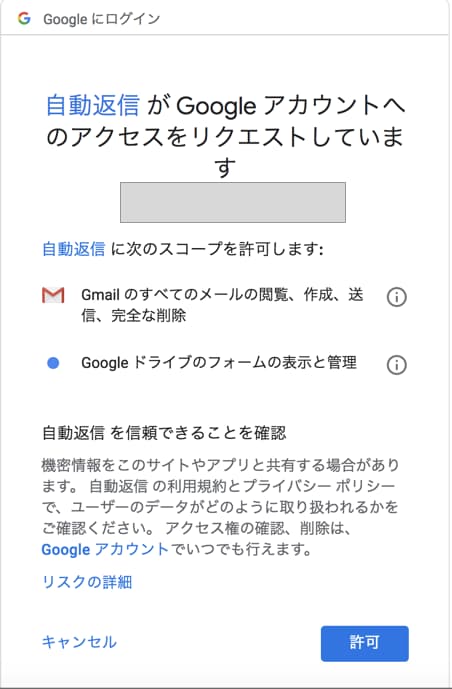 Google にログイン
自動返信 が Google アカウントへ
のアクセスをリクエストしていま
す
自動返信 に次のスコープを許可します:
Gmail のすべてのメールの閲覧、作成、送
信、完全な削除
Google ドライブのフォームの表示と管理
自動返信 を信頼できることを確認
機密情報をこのサイトやアプリと共有する場合があり
ます。 自動返信 の利用規約とプライバシー ポリシー
で、ユーザーのデータがどのように取り扱われるかを
ご確認ください。 アクセス権の確認、削除は、
Google アカウントでいつでも行えます。
リスクの詳細
キャンセル
許可